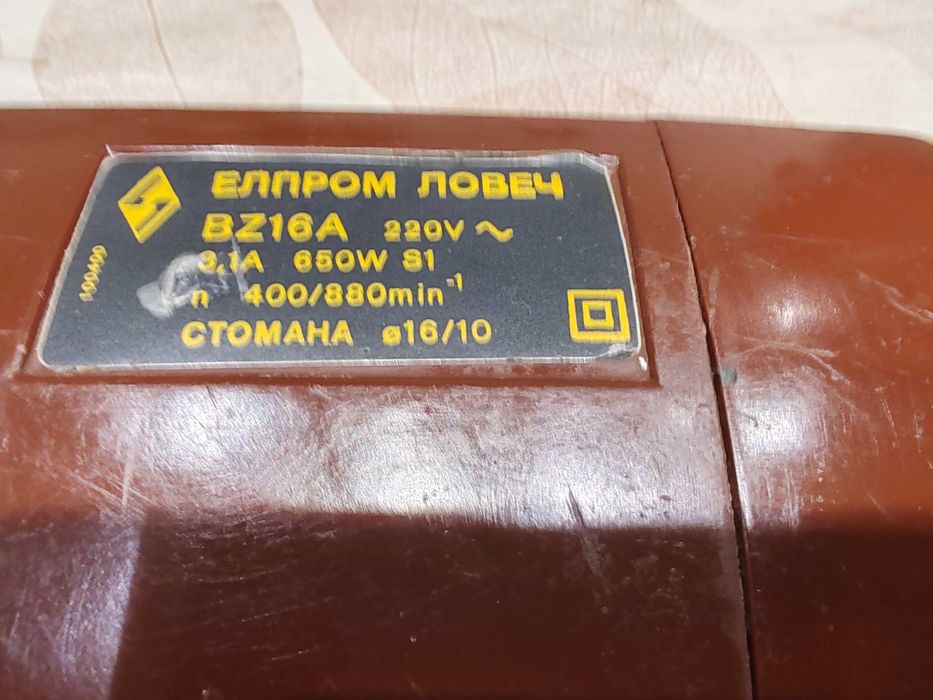 ЕЛПРОМ ЛОВЕЧ
BZ16A 220V ~
3,1A 650W S1
n 400/880min⁻¹
СТОМАНА ø16/10